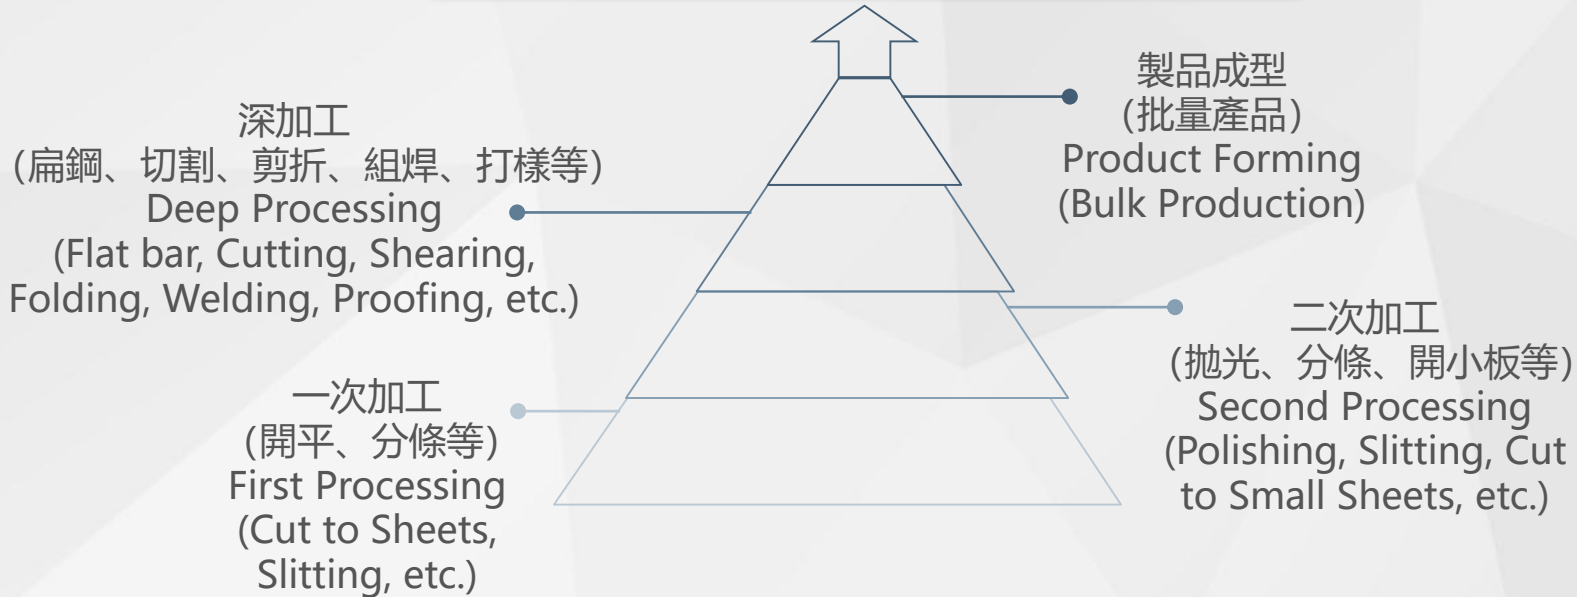 深加工
(扁鋼、切割、剪折、組焊、打樣等)
Deep Processing
(Flat bar, Cutting, Shearing,
Folding, Welding, Proofing, etc.)
製品成型
(批量產品)
Product Forming
(Bulk Production)
一次加工
(開平、分條等)
First Processing
(Cut to Sheets,
Slitting, etc.)
二次加工
(拋光、分條、開小板等)
Second Processing
(Polishing, Slitting, Cut
to Small Sheets, etc.)